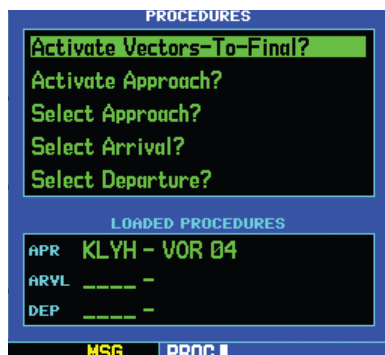 PROCEDURES
Activate Vectors-To-Final?
Activate Approach?
Select Approach?
Select Arrival?
Select Departure?
LOADED PROCEDURES
APR KLYH - VOR 04
ARVL ____ -
DEP ____ -
MSG PROC